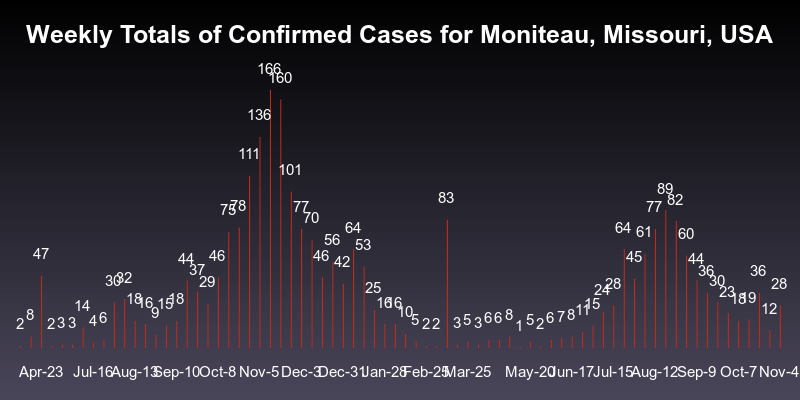 Weekly Totals of Confirmed Cases for Moniteau, Missouri, USA
2 8 47 2 3 3 14 4 6 30 32 18 16 9 15 18 44 37 29 46 75 78 111 136 166 160 101 77 70 46 56 42 64 53 25 16 16 10 5 2 2 83 3 5 3 6 6 8 1 5 2 6 7 8 11 15 24 28 64 45 61 77 89 82 60 44 36 30 23 18 19 36 12 28
Apr-23 Jul-16 Aug-13 Sep-10 Oct-8 Nov-5 Dec-3 Dec-31 Jan-28 Feb-25 Mar-25 May-20 Jun-17 Jul-15 Aug-12 Sep-9 Oct-7 Nov-4